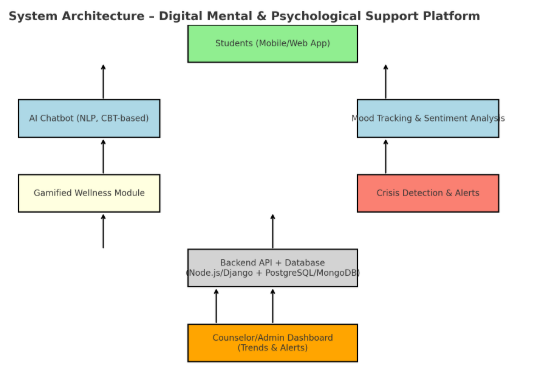 System Architecture – Digital Mental & Psychological Support Platform
Students (Mobile/Web App)
AI Chatbot (NLP, CBT-based)
Mood Tracking & Sentiment Analysis
Gamified Wellness Module
Crisis Detection & Alerts
Backend API + Database
(Node.js/Django + PostgreSQL/MongoDB)
Counselor/Admin Dashboard
(Trends & Alerts)